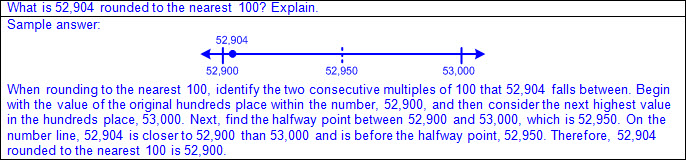 What is 52,904 rounded to the nearest 100? Explain.
Sample answer:
52,904
52,900 52,950 53,000
When rounding to the nearest 100, identify the two consecutive multiples of 100 that 52,904 falls between. Begin
with the value of the original hundreds place within the number, 52,900, and then consider the next highest value
in the hundreds place, 53,000. Next, find the halfway point between 52,900 and 53,000, which is 52,950. On the
number line, 52,904 is closer to 52,900 than 53,000 and is before the halfway point, 52,950. Therefore, 52,904
rounded to the nearest 100 is 52,900.